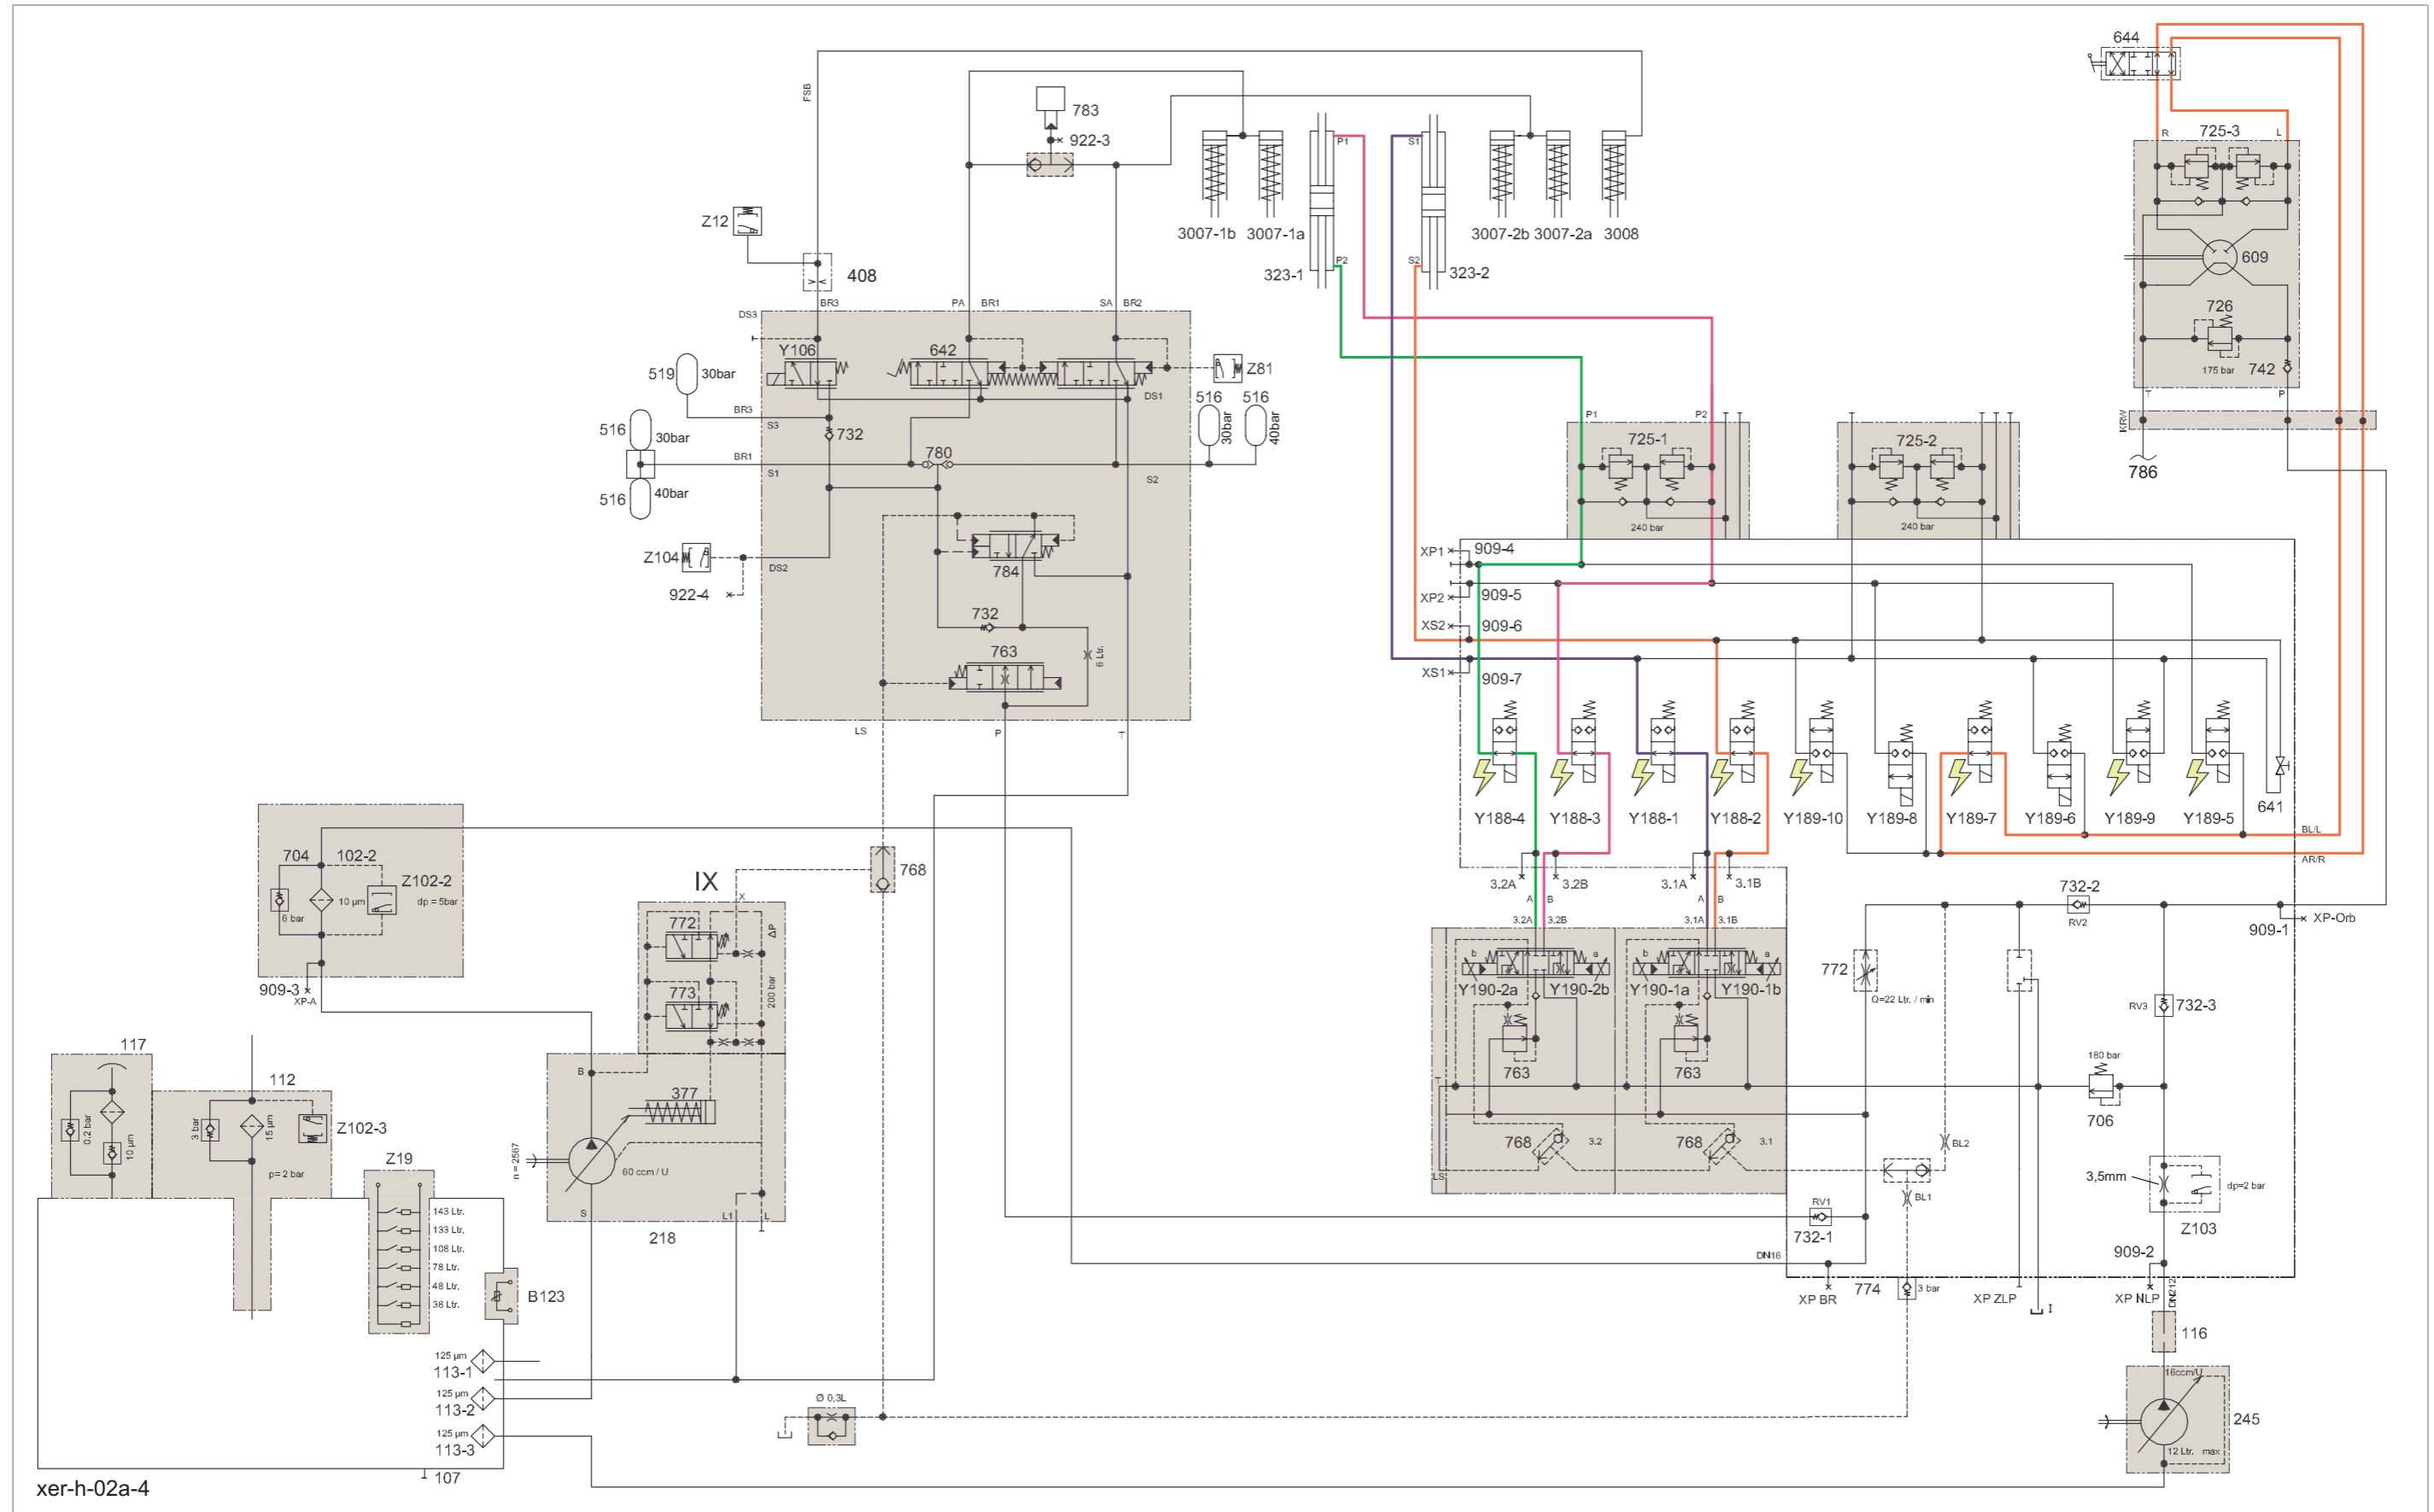 644
R
725-3
L
609
726
175 bar
742
T
P
KRW
786
FSB
783
922-3
Z12
408
3007-1b
3007-1a
323-1
P1
P2
S1
S2
323-2
3007-2b
3007-2a
3008
BR3
PA
BR1
SA
BR2
DS3
Y106
642
Z81
DS1
519
30bar
BR3
S3
732
516
30bar
BR1
S1
780
S2
516
40bar
516
30bar
516
40bar
Z104
DS2
922-4
784
732
763
6 Ltr.
LS
P
T
P1
P2
725-1
240 bar
725-2
240 bar
XP1
909-4
XP2
909-5
XS2
909-6
XS1
909-7
Y188-4
Y188-3
Y188-1
Y188-2
Y189-10
Y189-8
Y189-7
Y189-6
Y189-9
Y189-5
641
BL/L
AR/R
3.2A
3.2B
3.1A
3.1B
A
B
A
B
3.2A
3.2B
3.1A
3.1B
b
a
b
a
Y190-2a
Y190-2b
Y190-1a
Y190-1b
763
763
T
768
3.2
768
3.1
LS
732-2
RV2
909-1
XP-Orb
772
Q=22 Ltr. / min
RV3
732-3
180 bar
706
BL2
BL1
3,5mm
dp=2 bar
Z103
RV1
732-1
DN16
909-2
XP BR
774
3 bar
XP ZLP
I
XP NLP
DN212
116
16ccm/U
245
12 Ltr.
max
704
102-2
Z102-2
10 µm
dp = 5bar
6 bar
909-3
XP-A
768
IX
X
772
ΔP
773
200 bar
B
377
n = 2567
60 ccm / U
S
L1
L
218
117
0.2 bar
10 µm
112
3 bar
15 µm
Z102-3
p= 2 bar
Z19
143 Ltr.
133 Ltr.
108 Ltr.
78 Ltr.
48 Ltr.
38 Ltr.
B123
125 µm
113-1
125 µm
113-2
125 µm
113-3
107
Ø 0,3L
xer-h-02a-4